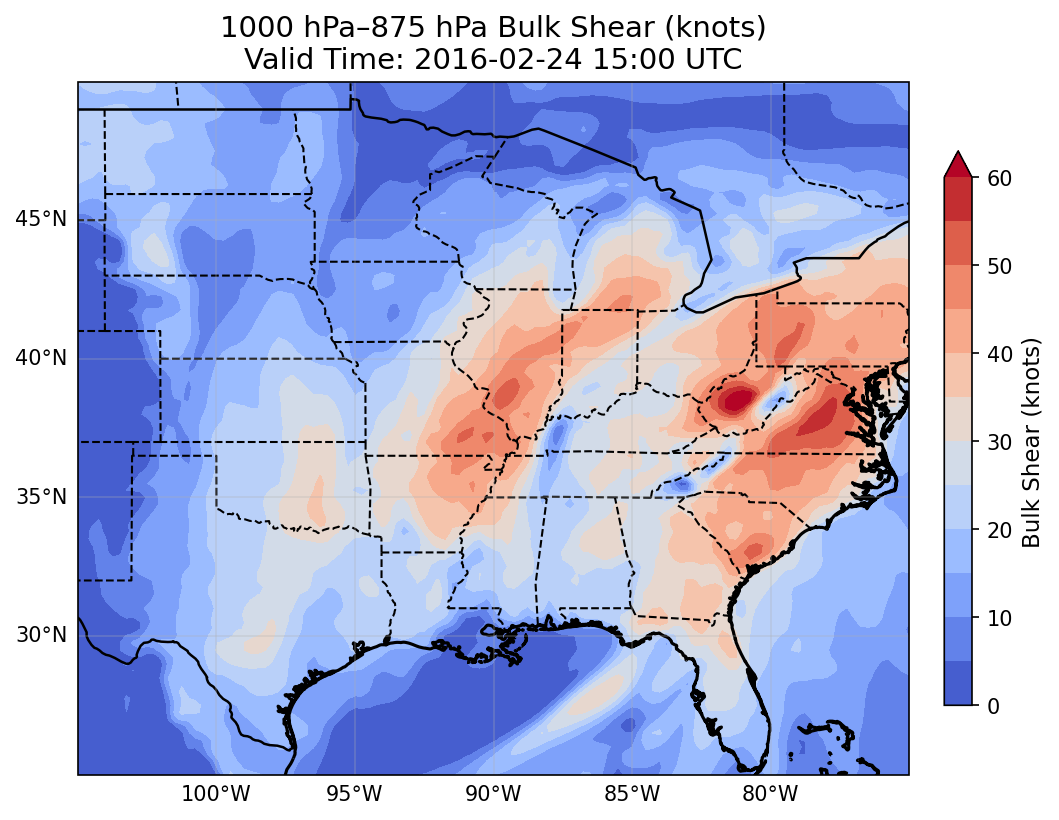 1000 hPa–875 hPa Bulk Shear (knots)
Valid Time: 2016-02-24 15:00 UTC
45°N
40°N
35°N
30°N
100°W
95°W
90°W
85°W
80°W
60
50
40
30
20
10
0
Bulk Shear (knots)